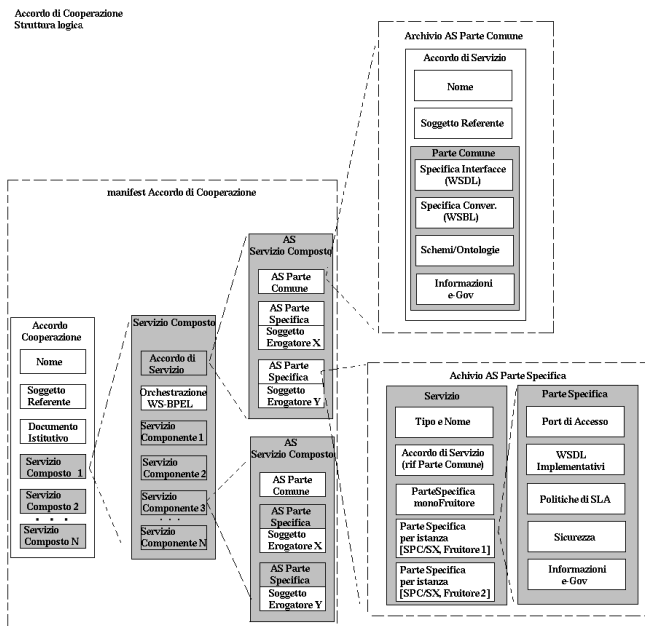 Accordo di Cooperazione
Struttura logica
Archivio AS Parte Comune
Accordo di Servizio
Nome
Soggetto Referente
Parte Comune
Specifica Interfacce
(WSDL)
Specifica Conver.
(WSBL)
Schemi/Ontologie
Informazioni
e-Gov
manifest Accordo di Cooperazione
Accordo
Cooperazione
Nome
Soggetto
Referente
Documento
Istitutivo
Servizio
Composto 1
Servizio
Composto 2
. . .
Servizio
Composto N
Servizio Composto
Accordo di
Servizio
Orchestrazione
WS-BPEL
Servizio
Componente 1
Servizio
Componente 2
Servizio
Componente 3
. . .
Servizio
Componente N
AS
Servizio Composto
AS Parte
Comune
AS Parte
Specifica
Soggetto
Erogatore X
AS Parte
Specifica
Soggetto
Erogatore Y
AS
Servizio Composto
AS Parte
Comune
AS Parte
Specifica
Soggetto
Erogatore X
AS Parte
Specifica
Soggetto
Erogatore Y
Achivio AS Parte Specifica
Servizio
Tipo e Nome
Accordo di Servizio
(rif Parte Comune)
ParteSpecifica
monoFruitore
Parte Specifica
per istanza
[SPC/SX, Fruitore 1]
Parte Specifica
per istanza
[SPC/SX, Fruitore2]
Parte Specifica
Port di Accesso
WSDL
Implementativi
Politiche di SLA
Sicurezza
Informazioni
e-Gov